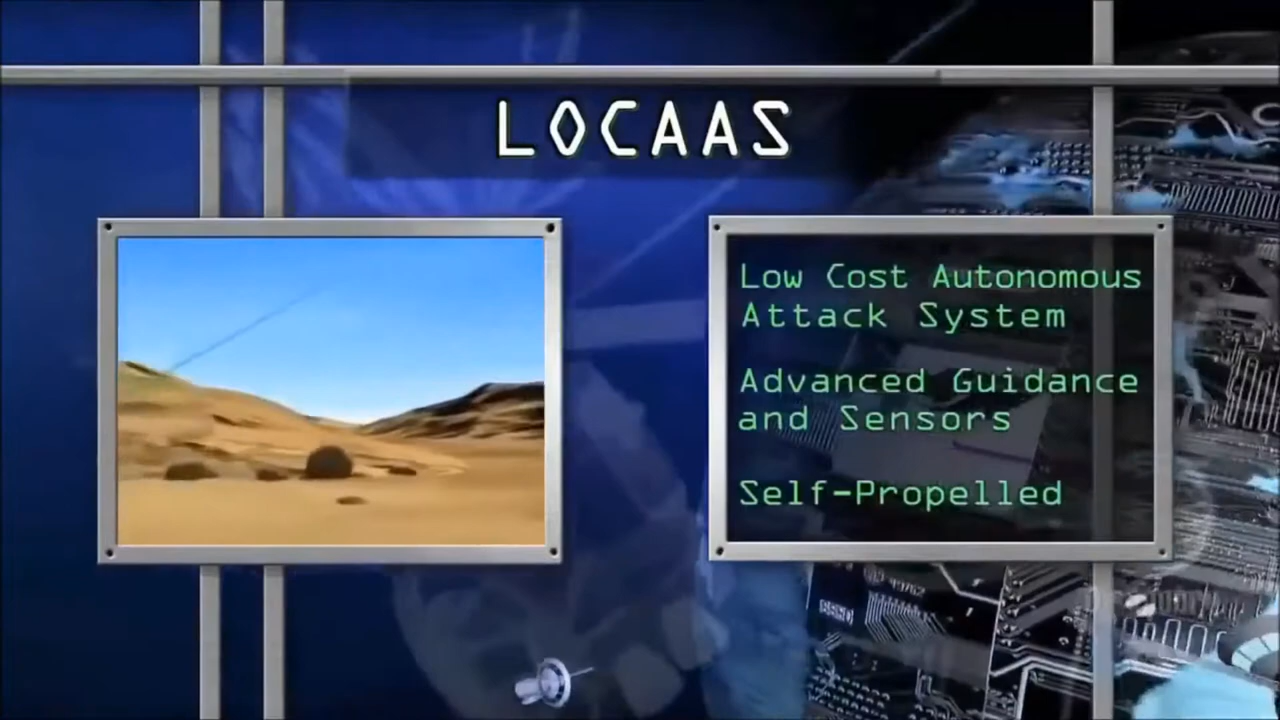 LOCAAS
Low Cost Autonomous
Attack System
Advanced Guidance
and Sensors
Self-Propelled